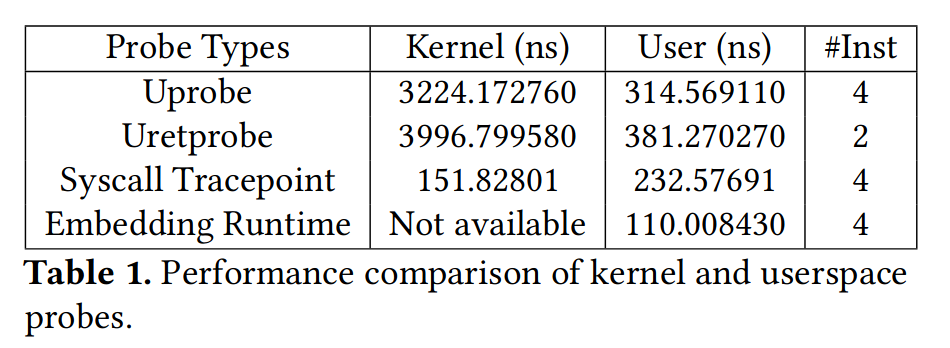 Probe Types Kernel (ns) User (ns) #Inst
Uprobe 3224.172760 314.569110 4
Uretprobe 3996.799580 381.270270 2
Syscall Tracepoint 151.82801 232.57691 4
Embedding Runtime Not available 110.008430 4
Table 1. Performance comparison of kernel and userspace
probes.